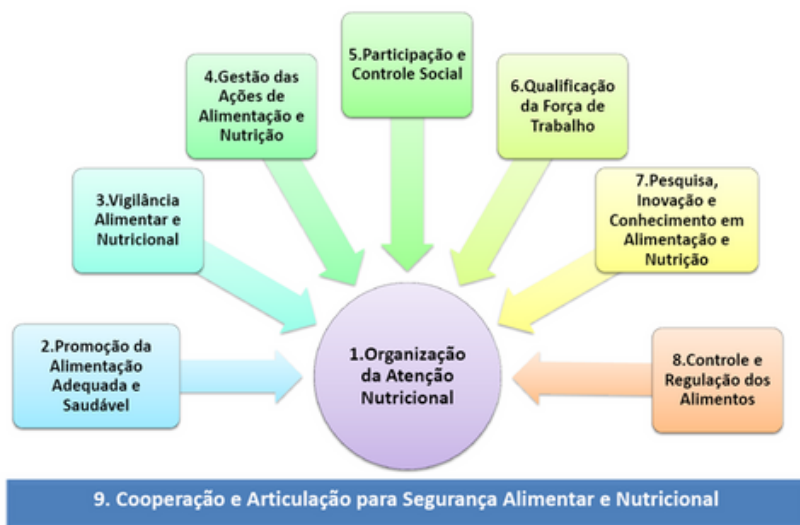 5.Participação e
Controle Social
4.Gestão das
Ações de
Alimentação e
Nutrição
6.Qualificação
da Força de
Trabalho
3.Vigilância
Alimentar e
Nutricional
7.Pesquisa,
Inovação e
Conhecimento em
Alimentação e
Nutrição
2.Promoção da
Alimentação
Adequada e
Saudável
1.Organização
da Atenção
Nutricional
8.Controle e
Regulação dos
Alimentos
9. Cooperação e Articulação para Segurança Alimentar e Nutricional